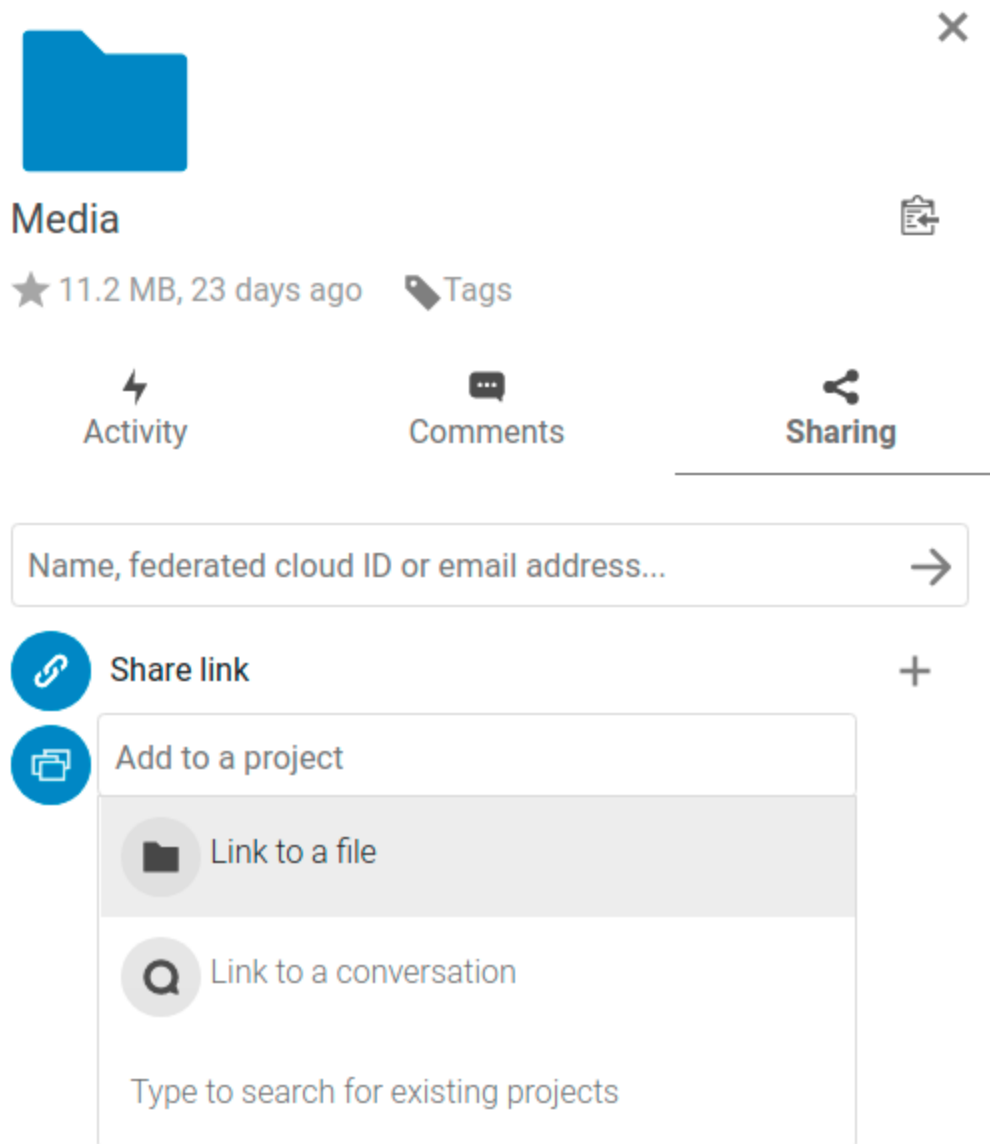 Media
11.2 MB, 23 days ago Tags
Activity Comments Sharing
Name, federated cloud ID or email address...
Share link
Add to a project
Link to a file
Link to a conversation
Type to search for existing projects